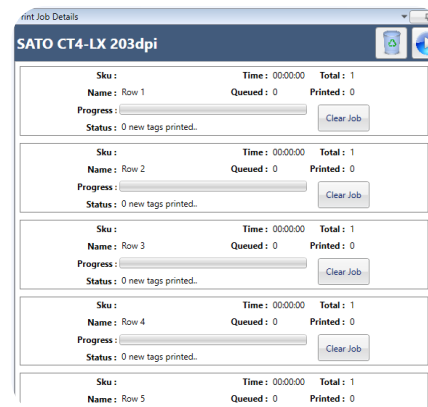 Print Job Details
SATO CT4-LX 203dpi
Sku : Time : 00:00:00 Total : 1
Name : Row 1 Queued : 0 Printed : 0
Progress :
Clear Job
Status : 0 new tags printed..
Sku : Time : 00:00:00 Total : 1
Name : Row 2 Queued : 0 Printed : 0
Progress :
Clear Job
Status : 0 new tags printed..
Sku : Time : 00:00:00 Total : 1
Name : Row 3 Queued : 0 Printed : 0
Progress :
Clear Job
Status : 0 new tags printed..
Sku : Time : 00:00:00 Total : 1
Name : Row 4 Queued : 0 Printed : 0
Progress :
Clear Job
Status : 0 new tags printed..
Sku : Time : 00:00:00 Total : 1
Name : Row 5 Queued : 0 Printed : 0